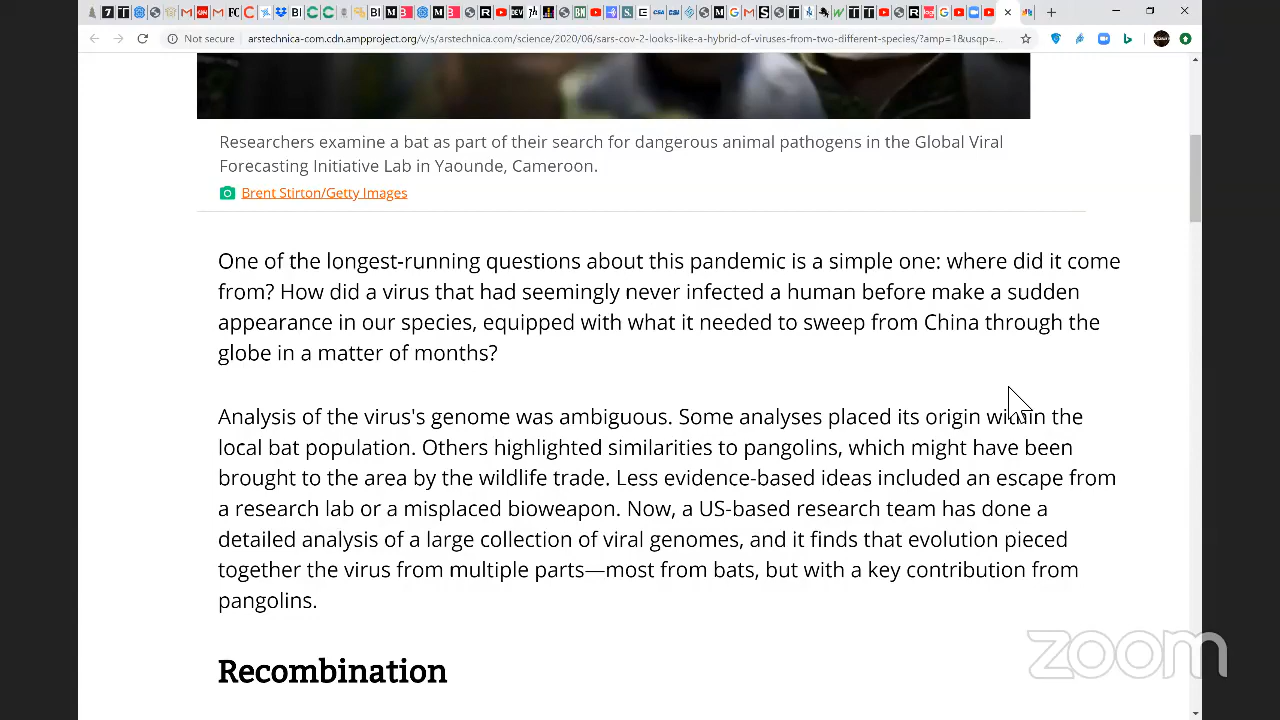 Not secure
arstechnica-com.cdn.ampproject.org/v/s/arstechnica.com/science/2020/06/sars-cov-2-looks-like-a-hybrid-of-viruses-from-two-different-species/?amp=1&usqp=...
Researchers examine a bat as part of their search for dangerous animal pathogens in the Global Viral
Forecasting Initiative Lab in Yaounde, Cameroon.
Brent Stirton/Getty Images
One of the longest-running questions about this pandemic is a simple one: where did it come
from? How did a virus that had seemingly never infected a human before make a sudden
appearance in our species, equipped with what it needed to sweep from China through the
globe in a matter of months?
Analysis of the virus's genome was ambiguous. Some analyses placed its origin within the
local bat population. Others highlighted similarities to pangolins, which might have been
brought to the area by the wildlife trade. Less evidence-based ideas included an escape from
a research lab or a misplaced bioweapon. Now, a US-based research team has done a
detailed analysis of a large collection of viral genomes, and it finds that evolution pieced
together the virus from multiple parts—most from bats, but with a key contribution from
pangolins.
Recombination
zoom